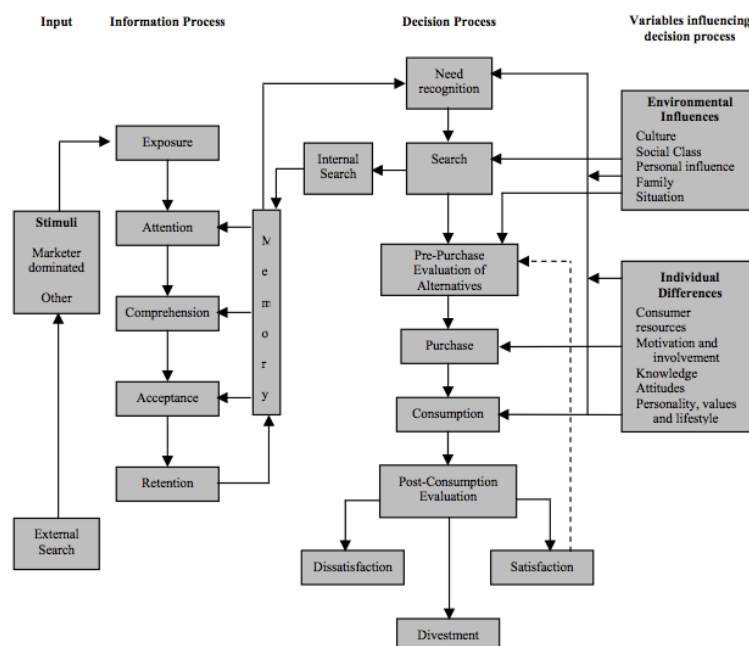 Input
Information Process
Decision Process
Variables influencing
decision process
Need
recognition
Environmental
Influences
Culture
Social Class
Personal influence
Family
Situation
Exposure
Internal
Search
Search
Stimuli
Marketer
dominated
Other
Attention
M
e
m
o
r
y
Pre-Purchase
Evaluation of
Alternatives
Individual
Differences
Consumer
resources
Motivation and
involvement
Knowledge
Attitudes
Personality, values
and lifestyle
Comprehension
Purchase
Acceptance
Consumption
Retention
Post-Consumption
Evaluation
External
Search
Dissatisfaction
Satisfaction
Divestment